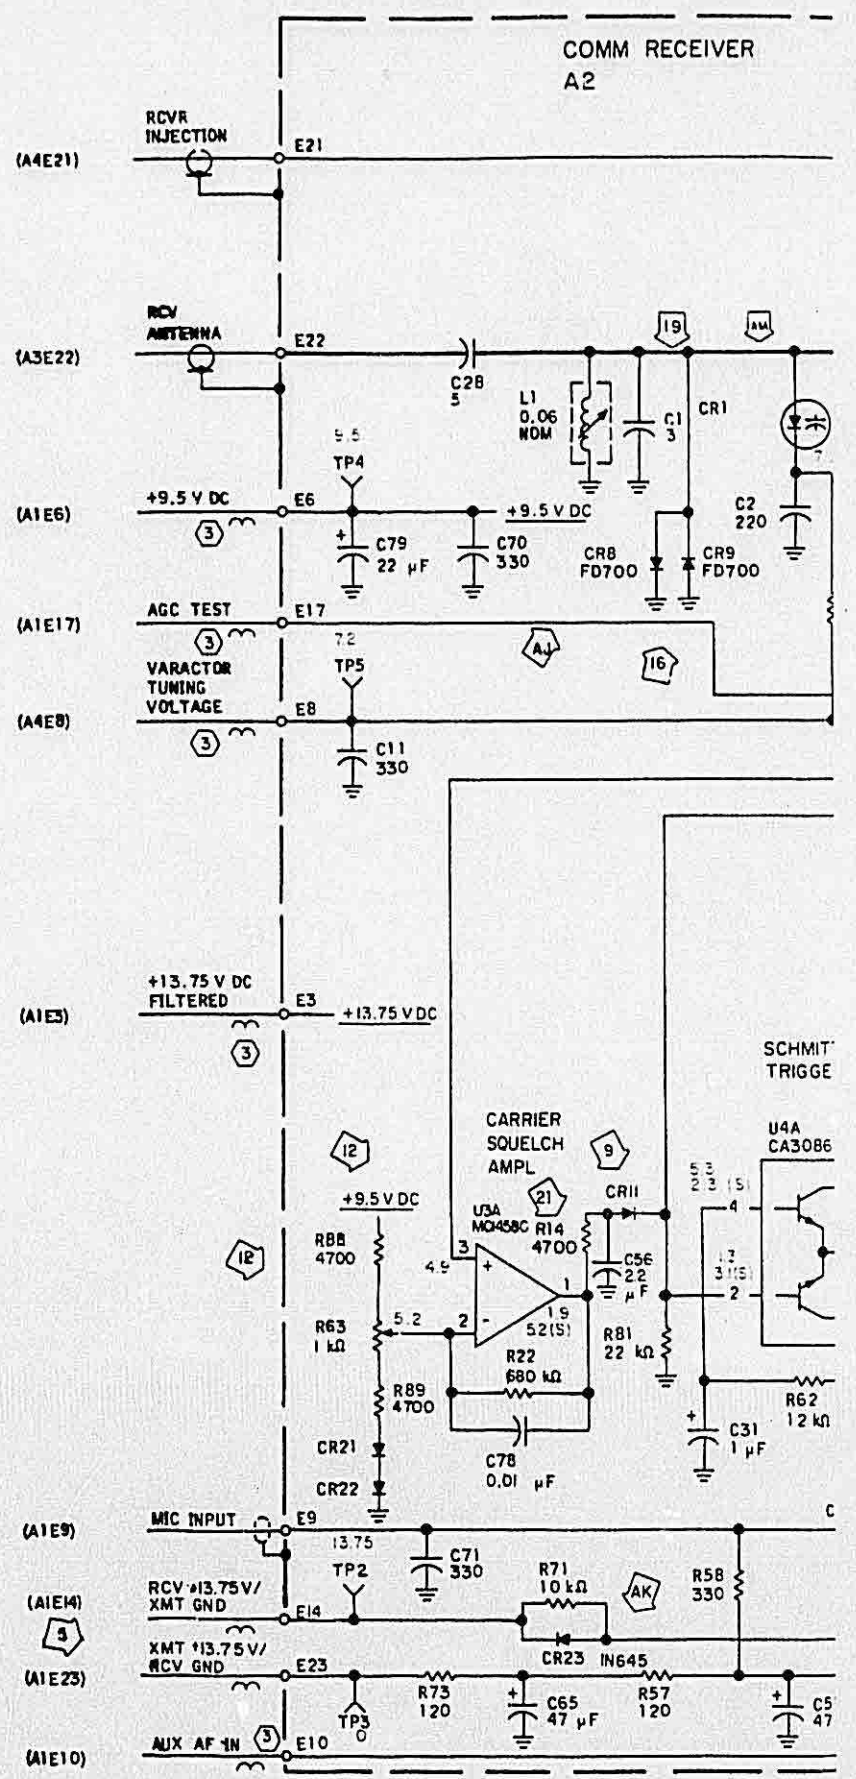 COMM RECEIVER
A2
RCVR
INJECTION
(A4E21)
E21
RCV
ANTENNA
(A3E22)
E22
C28
5
19
AM
L1
0.06
NOM
C1
3
CR1
7
C2
220
9.5
TP4
+9.5 V DC
(A1E6)
3
E6
+9.5 V DC
C79
22 µF
C70
330
CR8
FD700
CR9
FD700
AGC TEST
(A1E17)
3
E17
AJ
16
7.2
TP5
VARACTOR
TUNING
VOLTAGE
(A4E8)
3
E8
C11
330
+13.75 V DC
FILTERED
(A1E3)
E3
+13.75 V DC
3
SCHMIT
TRIGGE
U4A
CA3086
CARRIER
SQUELCH
AMPL
12
9
21
CR11
+9.5 V DC
U3A
MC1458C
R14
4700
2.3 (S)
4
R88
4700
12
3
4.9
+
1
C56
2.2
µF
3.1(S)
2
5.2
2
-
1.9
5.2(S)
R63
1 kΩ
R81
22 kΩ
R22
680 kΩ
R89
4700
R62
12 kΩ
+
C31
1 µF
C78
0.01 µF
CR21
CR22
MIC INPUT
(A1E9)
E9
C
13.75
TP2
C71
330
R58
330
RCV +13.75 V/
XMT GND
(A1E14)
E14
R71
10 kΩ
AK
CR23 IN645
XMT +13.75 V/
RCV GND
(A1E23)
E23
TP3
0
R73
120
+
C65
47 µF
R57
120
+
C5
47
AUX AF IN
3
(A1E10)
E10